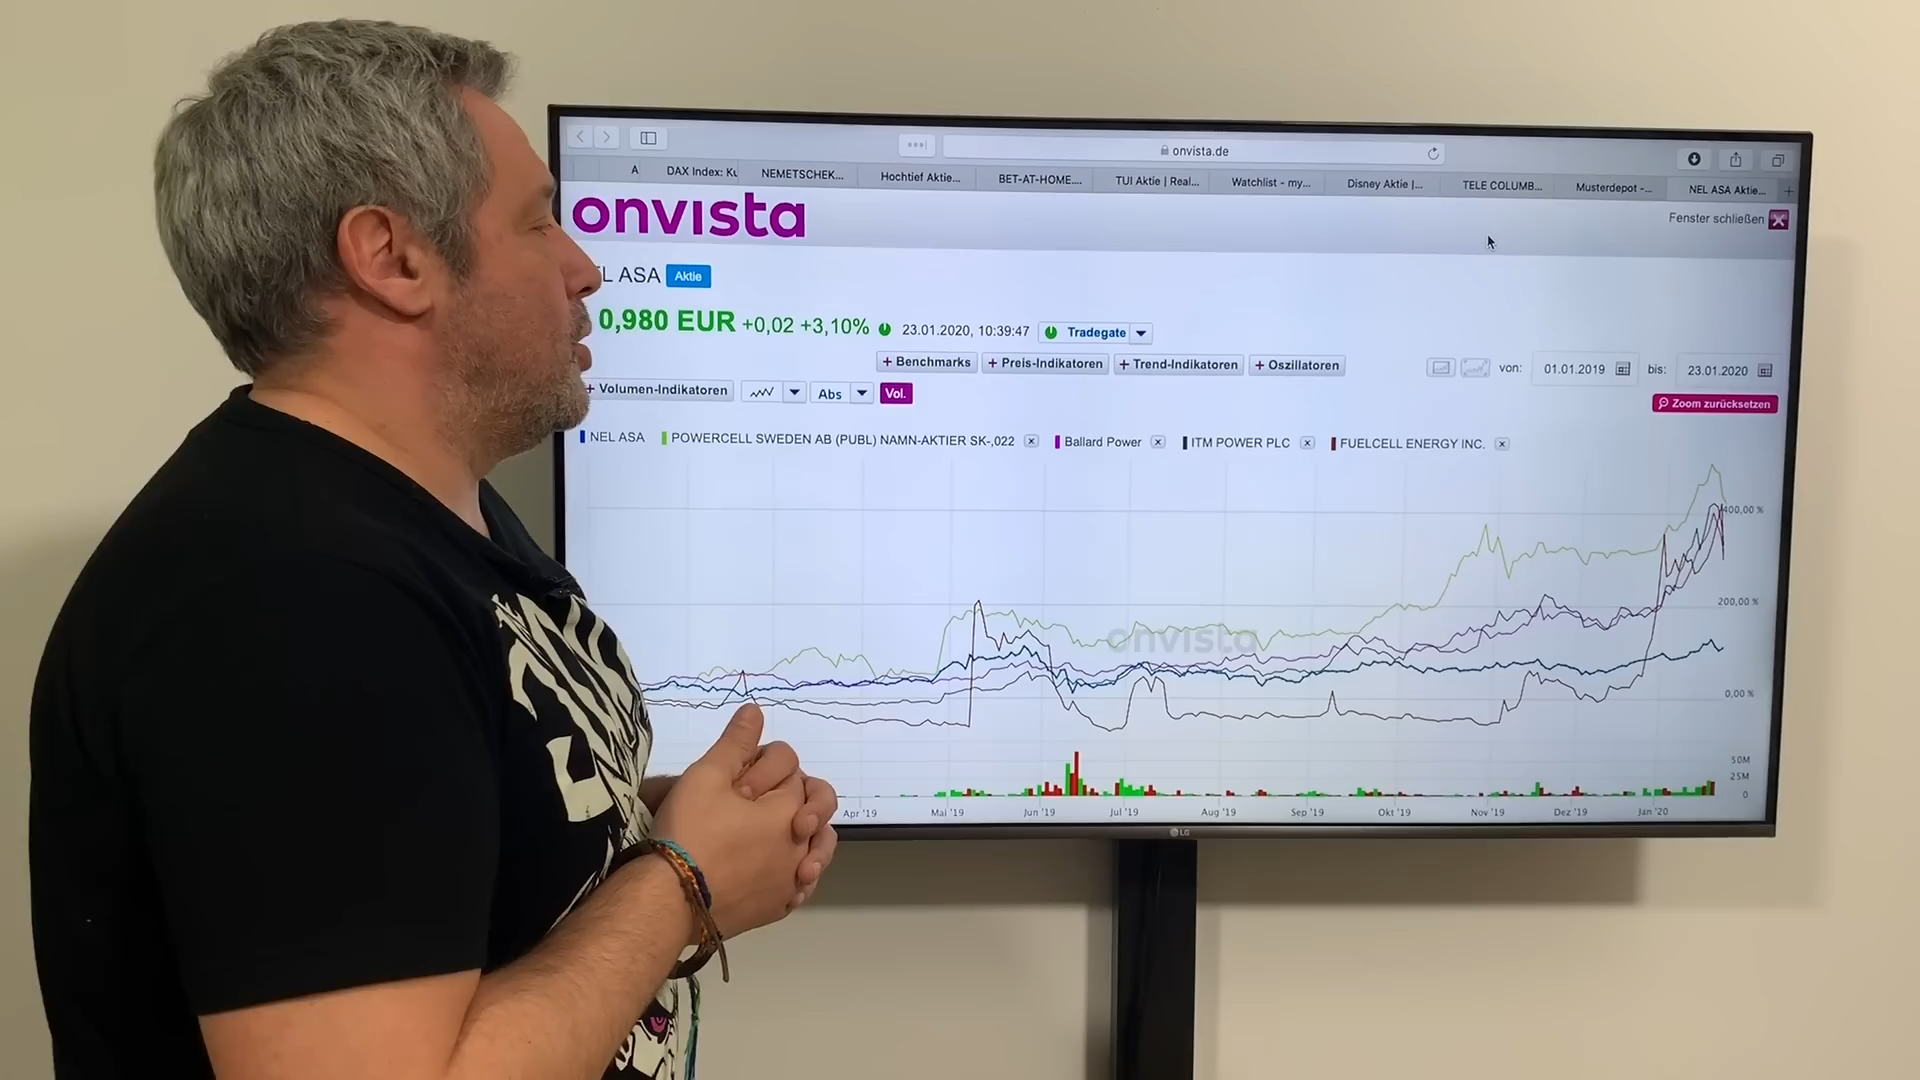 onvista.de
A DAX Index: Ku NEMETSCHEK... Hochtief Aktie... BET-AT-HOME.... TUI Aktie | Real... Watchlist - my... Disney Aktie |... TELE COLUMB... Musterdepot -... NEL ASA Aktie...
onvista
Fenster schließen
L ASA Aktie
0,980 EUR +0,02 +3,10% 23.01.2020, 10:39:47 Tradegate
+ Benchmarks + Preis-Indikatoren + Trend-Indikatoren + Oszillatoren von: 01.01.2019 bis: 23.01.2020
+ Volumen-Indikatoren Abs Vol.
Zoom zurücksetzen
NEL ASA POWERCELL SWEDEN AB (PUBL) NAMN-AKTIER SK-,022 Ballard Power ITM POWER PLC FUELCELL ENERGY INC.
400,00 %
200,00 %
onvista
0,00 %
50M
25M
0
Apr '19 Mai '19 Jun '19 Jul '19 Aug '19 Sep '19 Okt '19 Nov '19 Dez '19 Jan '20
LG